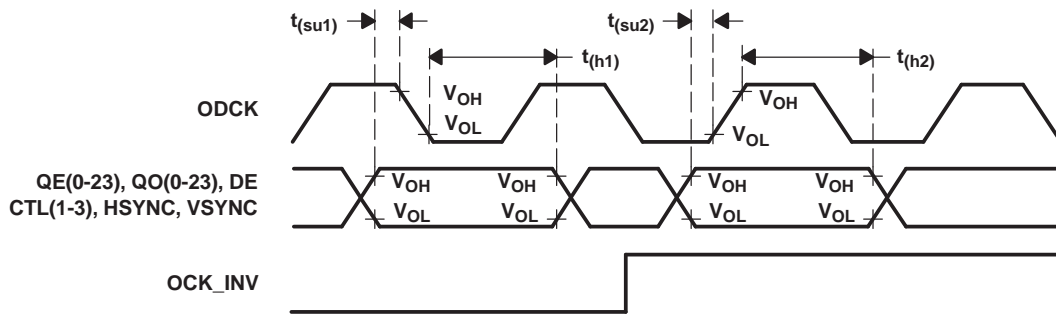 t(su1)
t(su2)
t(h1)
t(h2)
ODCK
VOH
VOL
VOH
VOL
QE(0-23), QO(0-23), DE
CTL(1-3), HSYNC, VSYNC
VOH
VOH
VOH
VOH
VOL
VOL
VOL
VOL
OCK_INV